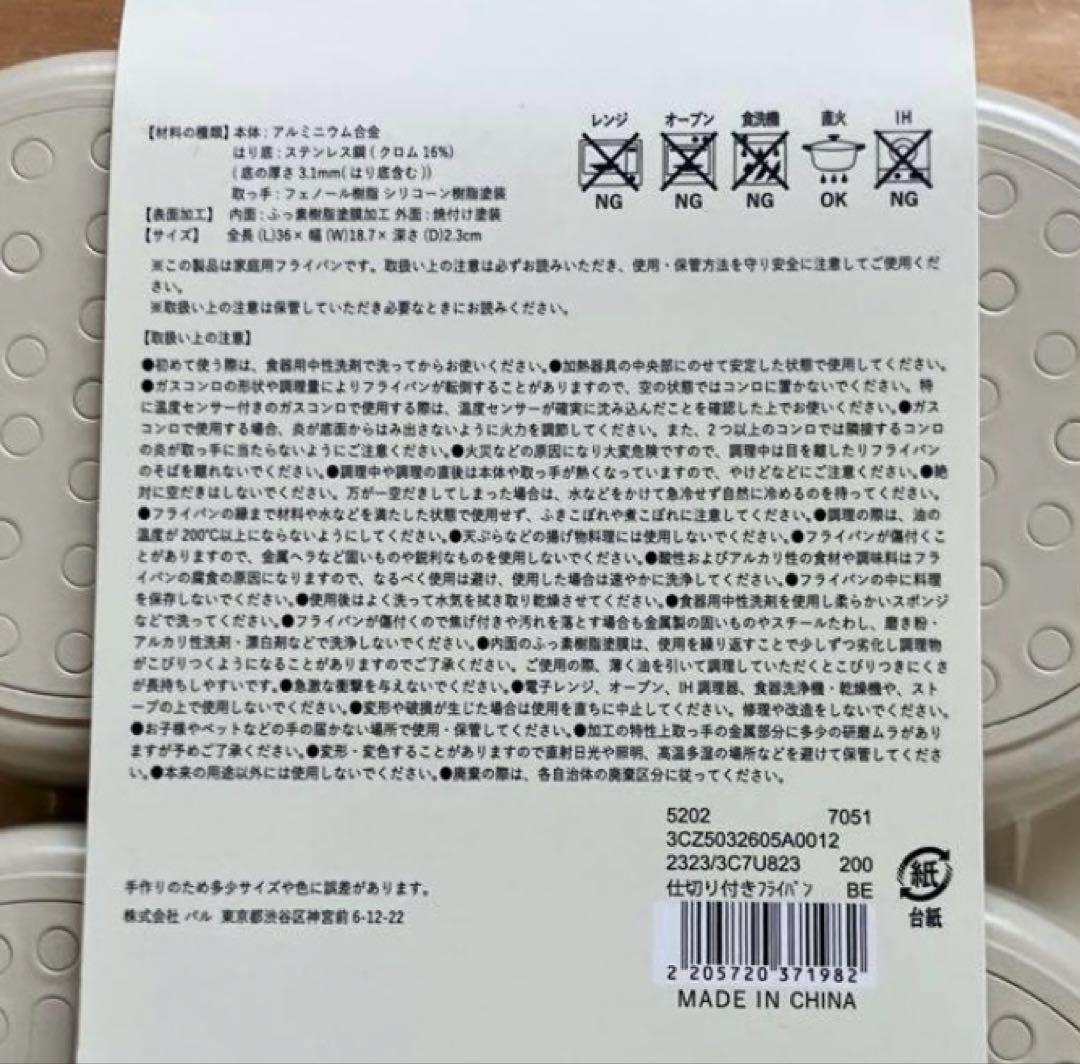 レンジ オーブン 食洗機 直火 IH
NG NG NG OK NG
【材料の種類】本体:アルミニウム合金
はり底:ステンレス鋼(クロム16%)
(底の厚さ3.1mm(はり底含む))
取っ手:フェノール樹脂 シリコーン樹脂塗装
【表面加工】 内面:ふっ素樹脂塗膜加工 外面:焼付け塗装
【サイズ】 全長(L)36×幅(W)18.7×深さ(D)2.3cm
※この製品は家庭用フライパンです。取扱い上の注意は必ずお読みいただき、使用・保管方法を守り安全に注意してご使用くだ
さい。
※取扱い上の注意は保管していただき必要なときにお読みください。
【取扱い上の注意】
●初めて使う際は、食器用中性洗剤で洗ってからお使いください。●加熱器具の中央部にのせて安定した状態で使用してください。
●ガスコンロの形状や調理量によりフライパンが転倒することがありますので、空の状態ではコンロに置かないでください。特
に温度センサー付きのガスコンロで使用する際は、温度センサーが確実に沈み込んだことを確認した上でお使いください。●ガス
コンロで使用する場合、炎が底面からはみ出さないように火力を調節してください。また、2つ以上のコンロでは隣接するコンロ
の炎が取っ手に当たらないようにご注意ください。●火災などの原因になり大変危険ですので、調理中は目を離したりフライパン
のそばを離れないでください。●調理中や調理の直後は本体や取っ手が熱くなっていますので、やけどなどにご注意ください。●絶
対に空だきはしないでください。万が一空だきしてしまった場合は、水などをかけて急冷せず自然に冷めるのを待ってください。
●フライパンの縁まで材料や水などを満たした状態で使用せず、ふきこぼれや煮こぼれに注意してください。●調理の際は、油の
温度が200℃以上にならないようにしてください。●天ぷらなどの揚げ物料理には使用しないでください。●フライパンが傷付くこ
とがありますので、金属ヘラなど固いものや鋭利なものを使用しないでください。●酸性およびアルカリ性の食材や調味料はフラ
イパンの腐食の原因になりますので、なるべく使用は避け、使用した場合は速やかに洗浄してください。●フライパンの中に料理
を保存しないでください。●使用後はよく洗って水気を拭き取り乾燥させてください。●食器用中性洗剤を使用し柔らかいスポンジ
などで洗ってください。●フライパンが傷付くので焦げ付きや汚れを落とす場合も金属製の固いものやスチールたわし、磨き粉・
アルカリ性洗剤・漂白剤などで洗浄しないでください。●内面のふっ素樹脂塗膜は、使用を繰り返すことで少しずつ劣化し調理物
がこびりつくようになることがありますのでご了承ください。ご使用の際、薄く油を引いて調理していただくとこびりつきにくさ
が長持ちしやすいです。●急激な衝撃を与えないでください。●電子レンジ、オーブン、IH調理器、食器洗浄機・乾燥機や、スト
ーブの上で使用しないでください。●変形や破損が生じた場合は使用を直ちに中止してください。修理や改造をしないでください。
●お子様やペットなどの手の届かない場所で使用・保管してください。●加工の特性上取っ手の金属部分に多少の研磨ムラがあり
ますが予めご了承ください。●変形・変色することがありますので直射日光や照明、高温多湿の場所などを避けて保管してくださ
い。●本来の用途以外には使用しないでください。●廃棄の際は、各自治体の廃棄区分に従ってください。
5202 7051
3CZ5032605A0012
2323/3C7U823 200
仕切り付きフライパン BE
2 205720 371982
MADE IN CHINA
紙
台紙
手作りのため多少サイズや色に誤差があります。
株式会社 パル 東京都渋谷区神宮前 6-12-22